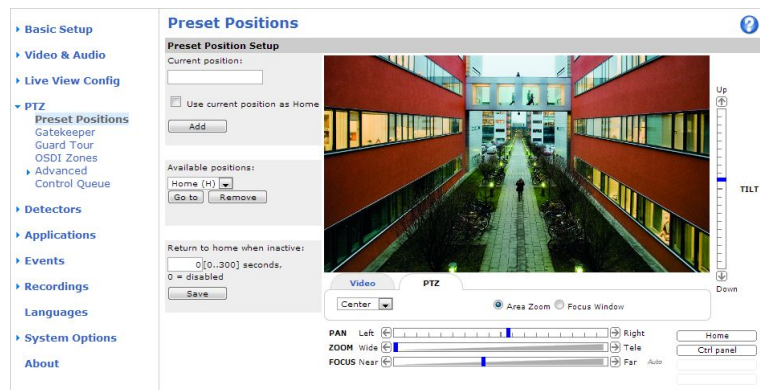 Basic Setup
Video & Audio
Live View Config
PTZ
Preset Positions
Gatekeeper
Guard Tour
OSDI Zones
Advanced
Control Queue
Detectors
Applications
Events
Recordings
Languages
System Options
About
Preset Positions
?
Preset Position Setup
Current position:
Use current position as Home
Add
Available positions:
Home (H)
Go to Remove
Return to home when inactive:
0 [0..300] seconds,
0 = disabled
Save
Up
TILT
Down
Video PTZ
Center Area Zoom Focus Window
PAN Left Right
ZOOM Wide Tele
FOCUS Near Far Auto
Home
Ctrl panel